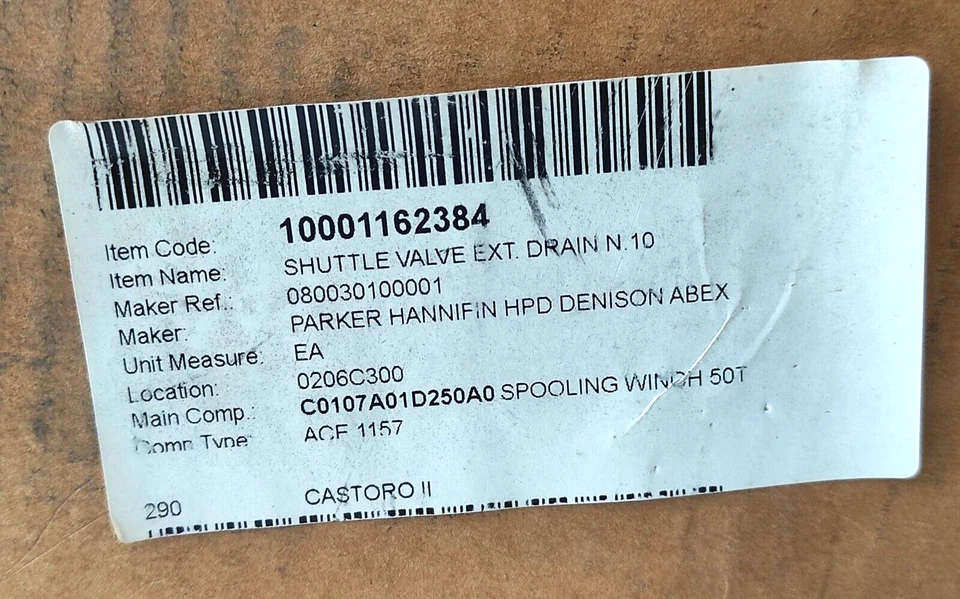 Item Code: 10001162384
Item Name: SHUTTLE VALVE EXT. DRAIN N.10
Maker Ref.: 080030100001
Maker: PARKER HANNIFIN HPD DENISON ABEX
Unit Measure: EA
Location: 0206C300
Main Comp.: C0107A01D250A0 SPOOLING WINCH 50T
Comp Type: ACF 1157
290 CASTORO II